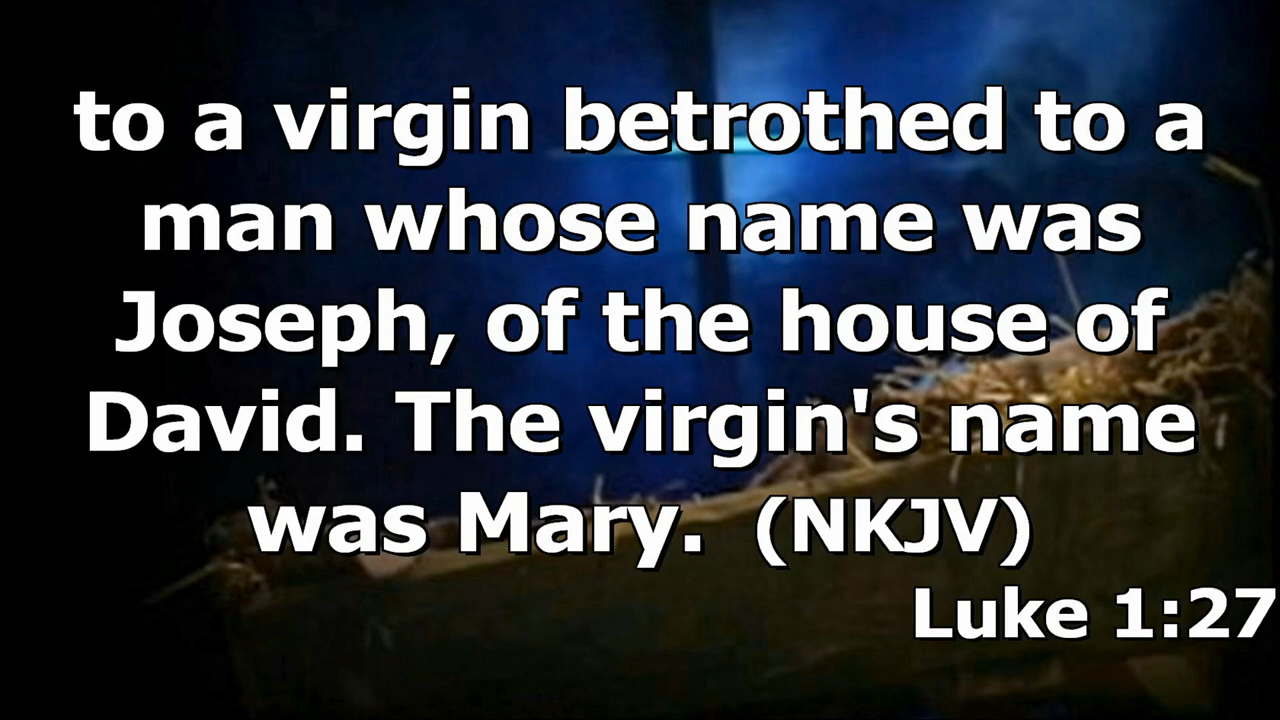 to a virgin betrothed to a
man whose name was
Joseph, of the house of
David. The virgin's name
was Mary.  (NKJV)
Luke 1:27